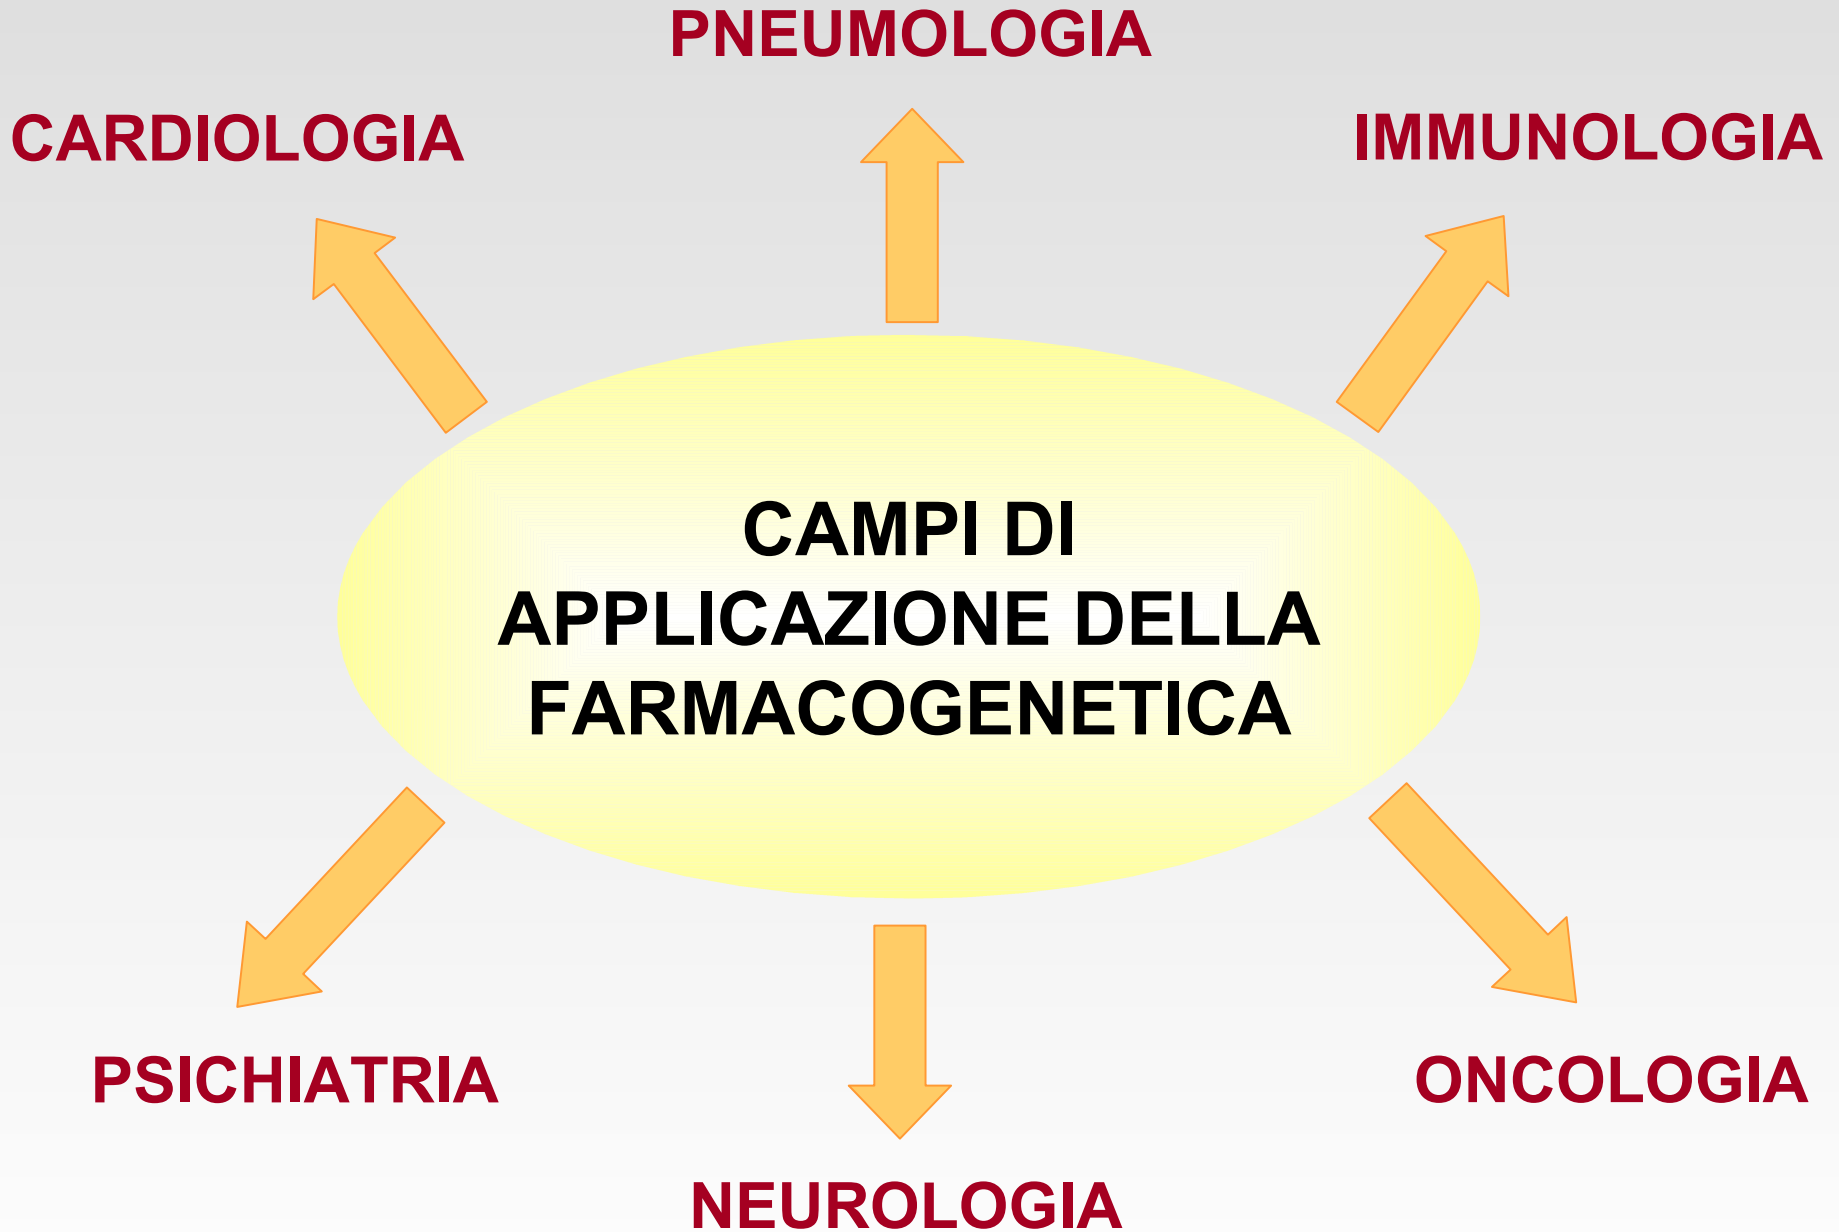 PNEUMOLOGIA
CARDIOLOGIA
IMMUNOLOGIA
CAMPI DI
APPLICAZIONE DELLA
FARMACOGENETICA
PSICHIATRIA
ONCOLOGIA
NEUROLOGIA